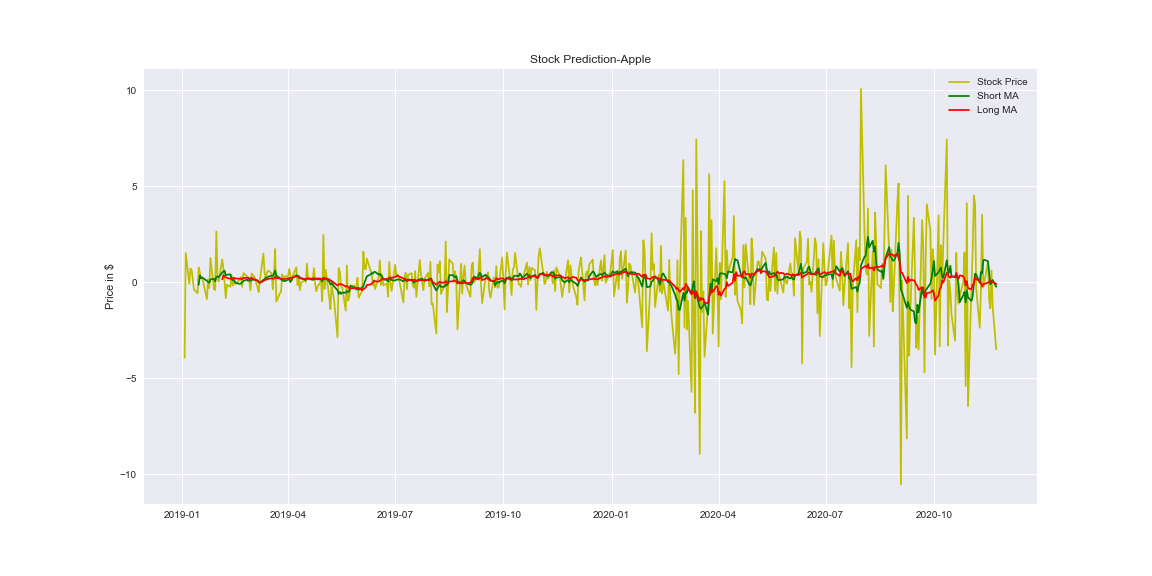 Stock Prediction-Apple
Stock Price
Short MA
Long MA
Price in $
10
5
0
−5
−10
2019-01
2019-04
2019-07
2019-10
2020-01
2020-04
2020-07
2020-10